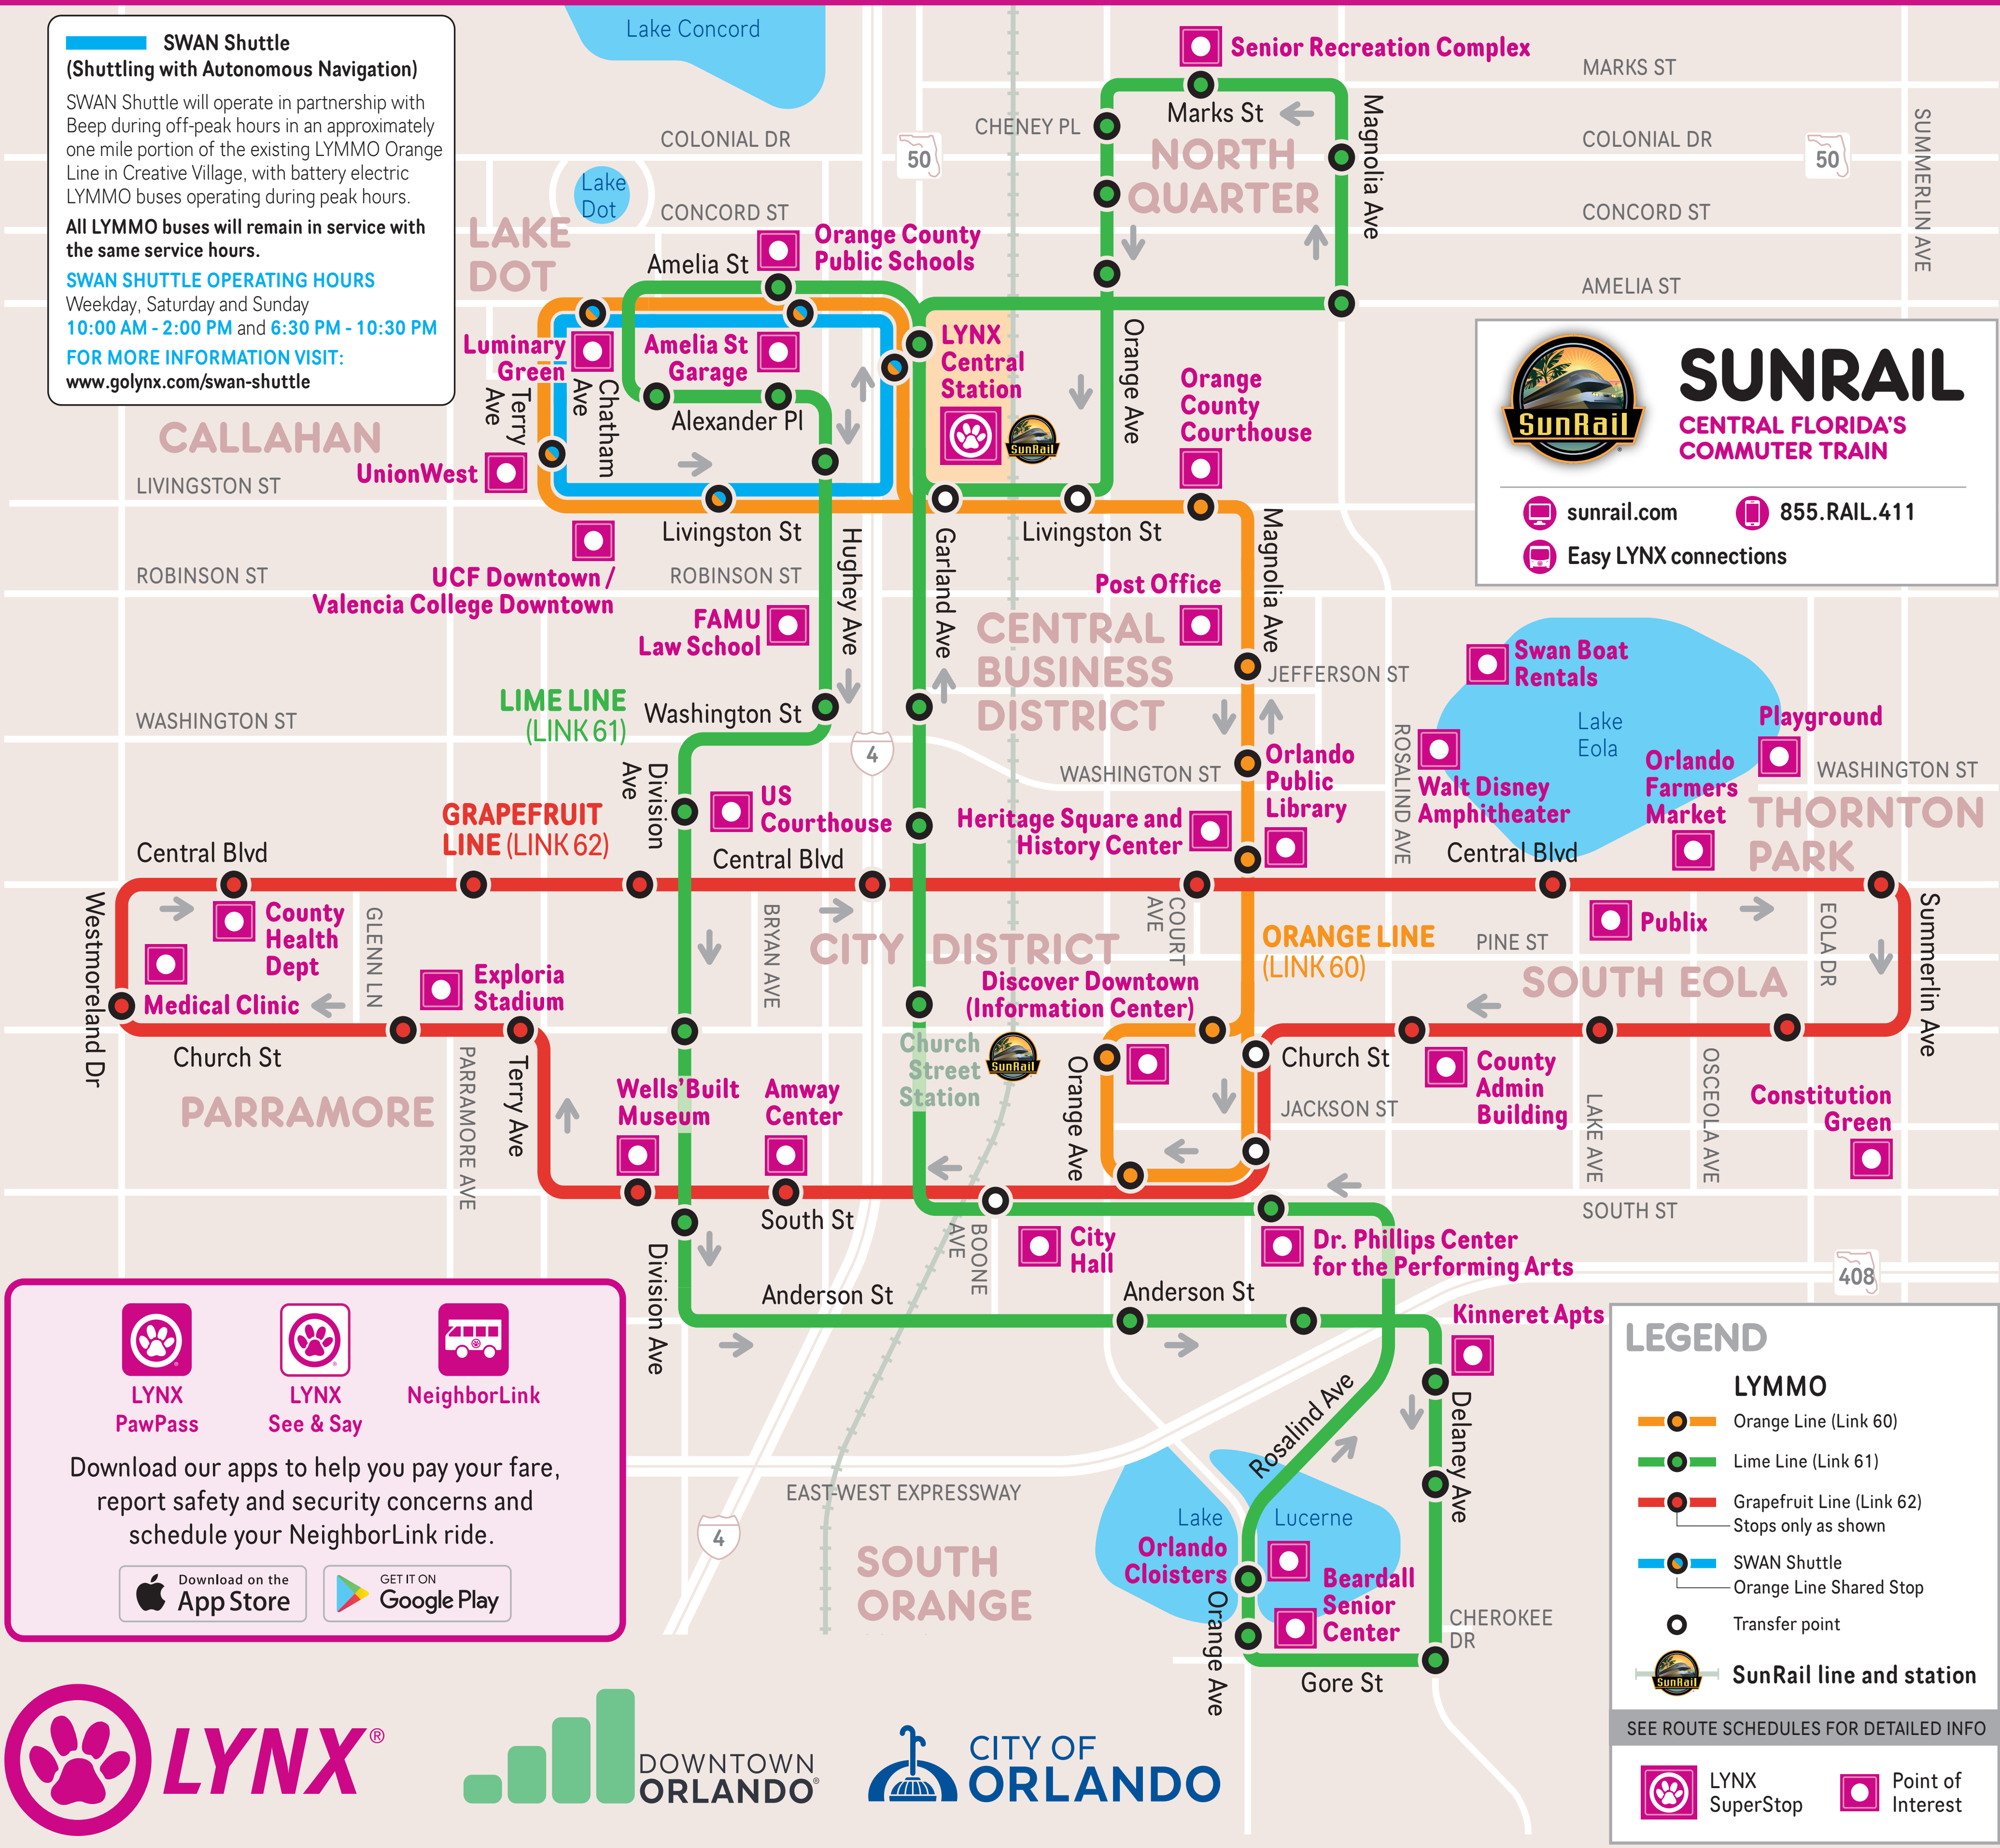 SWAN Shuttle
(Shuttling with Autonomous Navigation)
SWAN Shuttle will operate in partnership with
Beep during off-peak hours in an approximately
one mile portion of the existing LYMMO Orange
Line in Creative Village, with battery electric
LYMMO buses operating during peak hours.
All LYMMO buses will remain in service with
the same service hours.
SWAN SHUTTLE OPERATING HOURS
Weekday, Saturday and Sunday
10:00 AM - 2:00 PM and 6:30 PM - 10:30 PM
FOR MORE INFORMATION VISIT:
www.golynx.com/swan-shuttle
Lake Concord
Senior Recreation Complex
MARKS ST
Marks St
CHENEY PL
COLONIAL DR
50
NORTH
QUARTER
Magnolia Ave
COLONIAL DR
50
SUMMERLIN AVE
Lake
Dot
CONCORD ST
CONCORD ST
LAKE
DOT
Orange County
Public Schools
Amelia St
AMELIA ST
Luminary
Green
Amelia St
Garage
LYNX
Central
Station
SunRail
Orange Ave
Orange
County
Courthouse
Terry
Ave
Chatham
Ave
Alexander Pl
CALLAHAN
UnionWest
LIVINGSTON ST
Livingston St
Livingston St
SunRail
SUNRAIL
CENTRAL FLORIDA'S
COMMUTER TRAIN
sunrail.com
855.RAIL.411
Easy LYNX connections
UCF Downtown /
Valencia College Downtown
ROBINSON ST
ROBINSON ST
Hughey Ave
Garland Ave
Magnolia Ave
FAMU
Law School
Post Office
CENTRAL
BUSINESS
DISTRICT
JEFFERSON ST
Swan Boat
Rentals
Lake
Eola
Playground
LIME LINE
(LINK 61)
Washington St
WASHINGTON ST
4
WASHINGTON ST
WASHINGTON ST
ROSALIND AVE
Orlando
Public
Library
Walt Disney
Amphitheater
Orlando
Farmers
Market
THORNTON
PARK
Division
Ave
US
Courthouse
GRAPEFRUIT
LINE (LINK 62)
Heritage Square and
History Center
Central Blvd
Central Blvd
Central Blvd
Westmoreland Dr
County
Health
Dept
Medical Clinic
GLENN LN
Exploria
Stadium
BRYAN AVE
CITY DISTRICT
COURT
AVE
ORANGE LINE
(LINK 60)
PINE ST
Publix
SOUTH EOLA
EOLA DR
Summerlin Ave
Discover Downtown
(Information Center)
Church
Street
Station
SunRail
Church St
Church St
PARRAMORE
PARRAMORE AVE
Terry Ave
Wells'Built
Museum
Amway
Center
Orange Ave
JACKSON ST
County
Admin
Building
LAKE AVE
OSCEOLA AVE
Constitution
Green
South St
SOUTH ST
BOONE
AVE
City
Hall
Dr. Phillips Center
for the Performing Arts
408
Division Ave
Anderson St
Anderson St
Kinneret Apts
Rosalind Ave
Delaney Ave
EAST-WEST EXPRESSWAY
4
SOUTH
ORANGE
Lake
Lucerne
Orlando
Cloisters
Beardall
Senior
Center
Orange Ave
CHEROKEE
DR
Gore St
LYNX
PawPass
LYNX
See & Say
NeighborLink
Download our apps to help you pay your fare,
report safety and security concerns and
schedule your NeighborLink ride.
Download on the
App Store
GET IT ON
Google Play
LEGEND
LYMMO
Orange Line (Link 60)
Lime Line (Link 61)
Grapefruit Line (Link 62)
Stops only as shown
SWAN Shuttle
Orange Line Shared Stop
Transfer point
SunRail
SunRail line and station
SEE ROUTE SCHEDULES FOR DETAILED INFO
LYNX
SuperStop
Point of
Interest
LYNX®
DOWNTOWN
ORLANDO®
CITY OF
ORLANDO